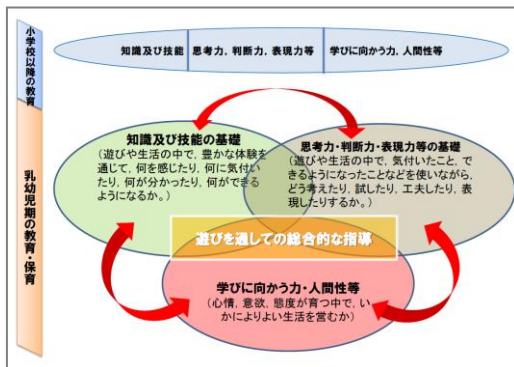 小学校以降の教育
知識及び技能
思考力，判断力，表現力等
学びに向かう力，人間性等
乳幼児期の教育・保育
知識及び技能の基礎
(遊びや生活の中で，豊かな体験を
通じて，何を感じたり，何に気付い
たり，何が分かったり，何ができる
ようになるか。)
思考力・判断力・表現力等の基礎
(遊びや生活の中で，気付いたこと，で
きるようになったことなどを使いながら，
どう考えたり，試したり，工夫したり，表
現したりするか。)
遊びを通しての総合的な指導
学びに向かう力・人間性等
(心情，意欲，態度が育つ中で，い
かによりよい生活を営むか)